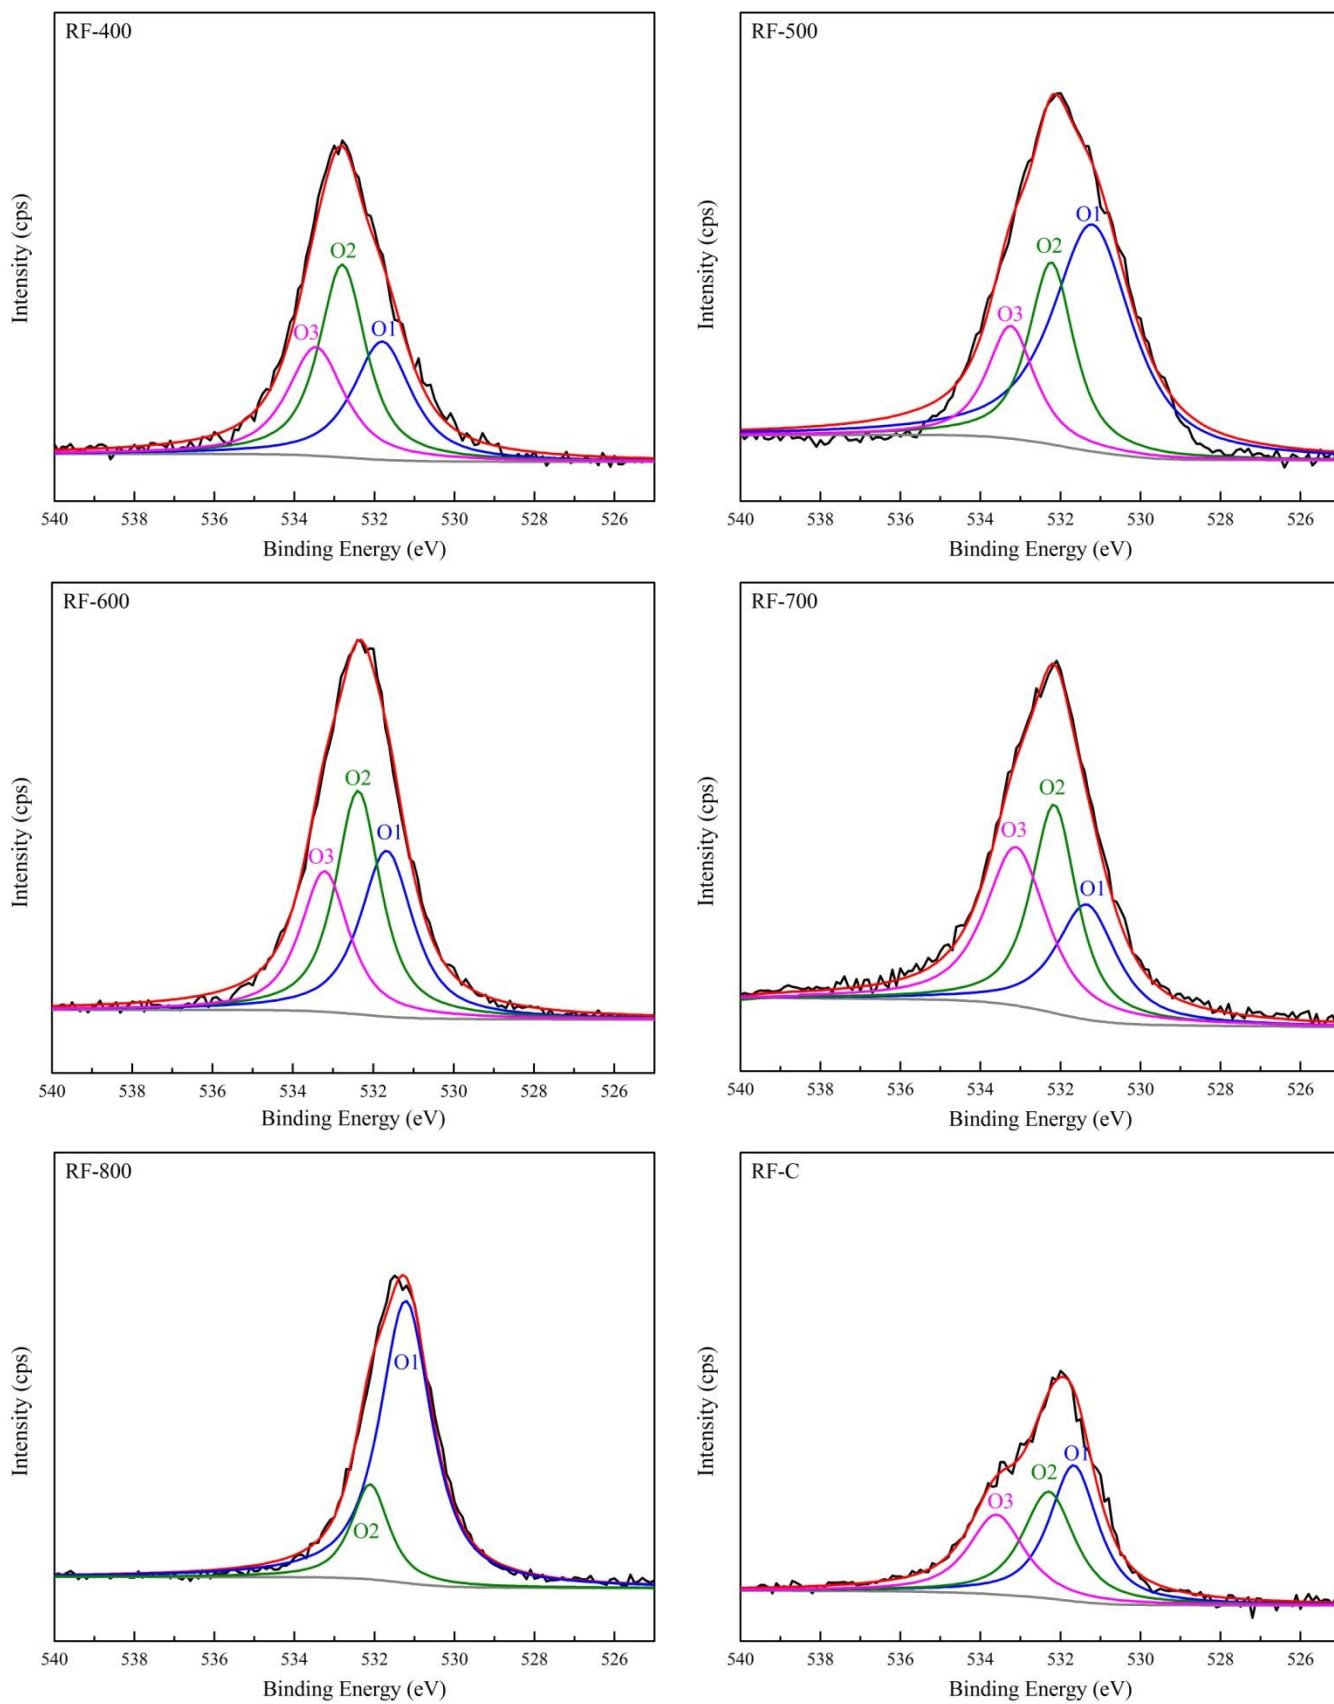 RF-400
Intensity (cps)
O3
O2
O1
540 538 536 534 532 530 528 526
Binding Energy (eV)
RF-500
Intensity (cps)
O3
O2
O1
540 538 536 534 532 530 528 526
Binding Energy (eV)
RF-600
Intensity (cps)
O3
O2
O1
540 538 536 534 532 530 528 526
Binding Energy (eV)
RF-700
Intensity (cps)
O3
O2
O1
540 538 536 534 532 530 528 526
Binding Energy (eV)
RF-800
Intensity (cps)
O2
O1
540 538 536 534 532 530 528 526
Binding Energy (eV)
RF-C
Intensity (cps)
O3
O2
O1
540 538 536 534 532 530 528 526
Binding Energy (eV)